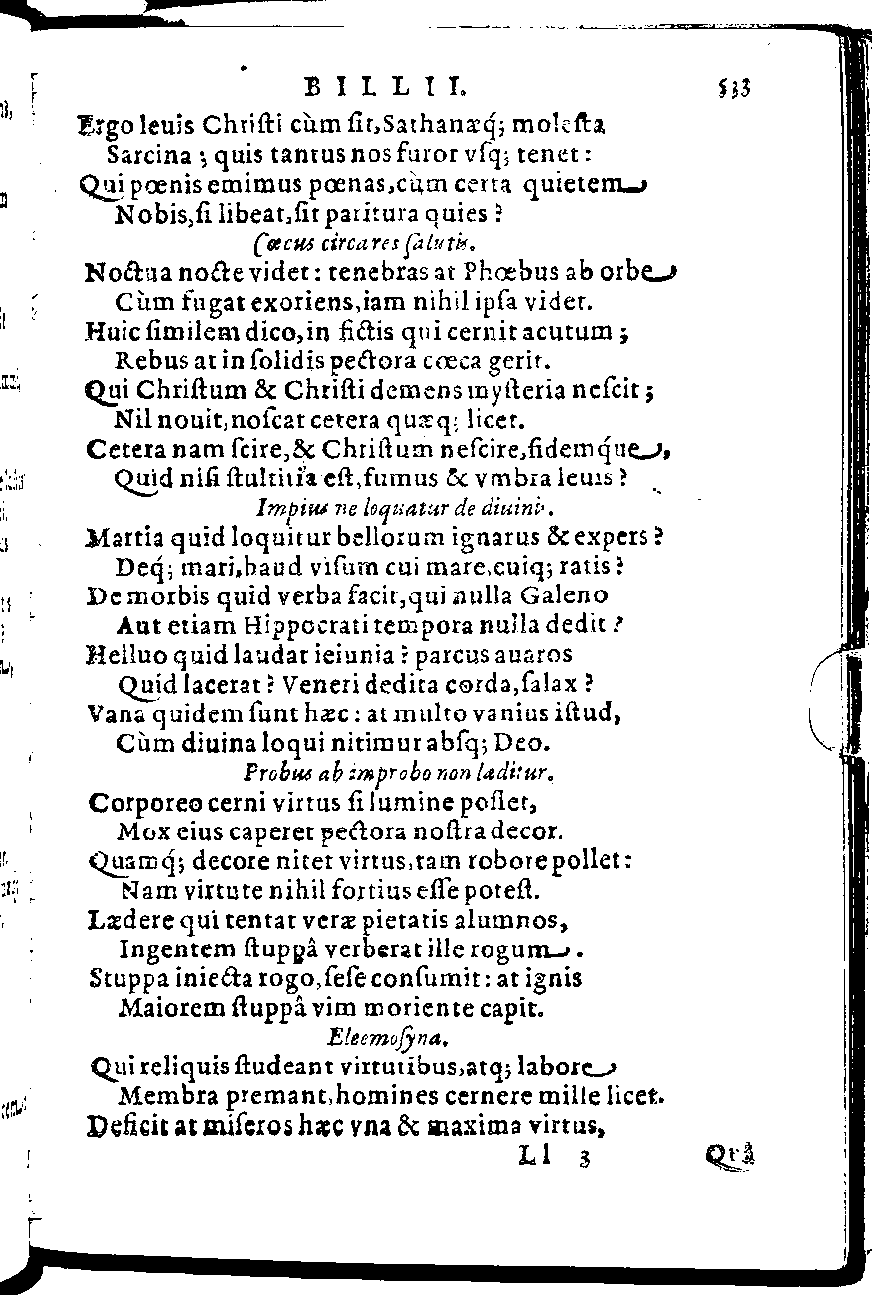 BILLII. 533
Ergo leuis Chriſti cùm ſit, Sathanæq́; moleſta
Sarcina; quis tantus nos furor vſq; tenet:
Qui pœnis emimus pœnas, cùm certa quietem
Nobis, ſi libeat, ſit paritura quies?
Cœcus circa res ſalutis.
Noctua nocte videt: tenebras at Phœbus ab orbe
Cùm fugat exoriens, iam nihil ipſa videt.
Huic ſimilem dico, in fictis qui cernit acutum;
Rebus at in ſolidis pectora cœca gerit.
Qui Chriſtum & Chriſti demens myſteria neſcit;
Nil nouit, noſcat cetera quæq; licet.
Cetera nam ſcire, & Chriſtum neſcire, fidemq́ue,
Quid niſi ſtultitia eſt, fumus & vmbra leuis?
Impius ne loquatur de diuinis.
Martia quid loquitur bellorum ignarus & expers?
Deq́; mari, haud viſum cui mare, cuiq; ratis?
De morbis quid verba facit, qui nulla Galeno
Aut etiam Hippocrati tempora nulla dedit?
Helluo quid laudat ieiunia? parcus auaros
Quid lacerat? Veneri dedita corda, ſalax?
Vana quidem ſunt hæc: at multo vanius iſtud,
Cùm diuina loqui nitimur abſq; Deo.
Probus ab improbo non læditur.
Corporeo cerni virtus ſi lumine poſſet,
Mox eius caperet pectora noſtra decor.
Quamq́; decore nitet virtus, tam robore pollet:
Nam virtute nihil fortius eſſe poteſt.
Lædere qui tentat veræ pietatis alumnos,
Ingentem ſtuppâ verberat ille rogum.
Stuppa iniecta rogo, ſeſe conſumit: at ignis
Maiorem ſtuppâ vim moriente capit.
Eleemoſyna.
Qui reliquis ſtudeant virtutibus, atq; labore
Membra premant, homines cernere mille licet.
Deficit at miſeros hæc vna & maxima virtus,
Ll 3 Quâ